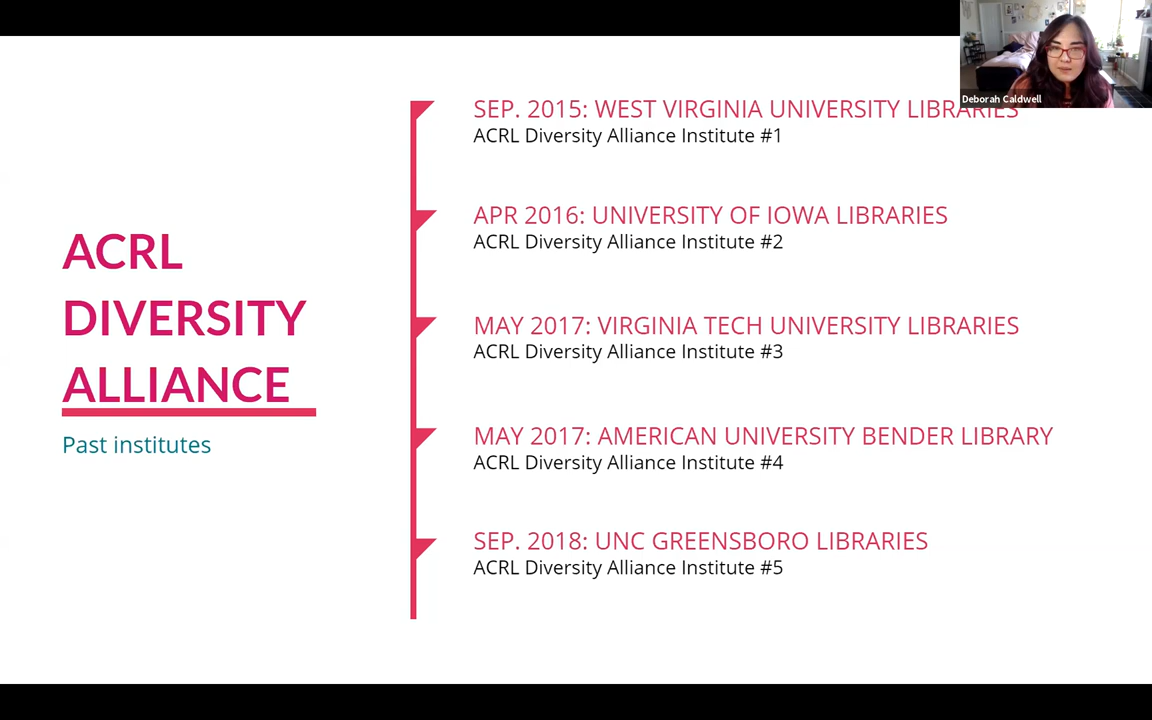 Deborah Caldwell
ACRL
DIVERSITY
ALLIANCE
Past institutes
SEP. 2015: WEST VIRGINIA UNIVERSITY LIBRARIES
ACRL Diversity Alliance Institute #1
APR 2016: UNIVERSITY OF IOWA LIBRARIES
ACRL Diversity Alliance Institute #2
MAY 2017: VIRGINIA TECH UNIVERSITY LIBRARIES
ACRL Diversity Alliance Institute #3
MAY 2017: AMERICAN UNIVERSITY BENDER LIBRARY
ACRL Diversity Alliance Institute #4
SEP. 2018: UNC GREENSBORO LIBRARIES
ACRL Diversity Alliance Institute #5